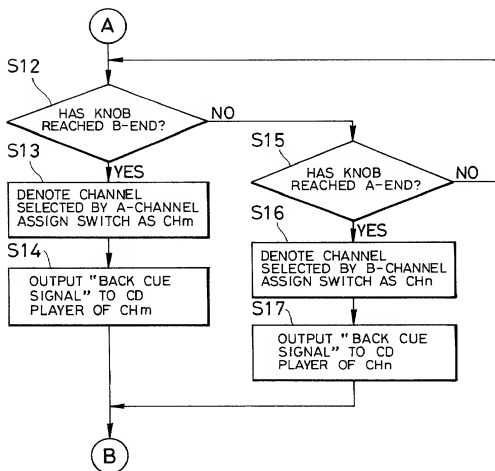 A
S12
HAS KNOB
REACHED B-END?
NO
S13
YES
DENOTE CHANNEL
SELECTED BY A-CHANNEL
ASSIGN SWITCH AS CHm
S14
OUTPUT "BACK CUE
SIGNAL" TO CD
PLAYER OF CHm
S15
HAS KNOB
REACHED A-END?
NO
S16
YES
DENOTE CHANNEL
SELECTED BY B-CHANNEL
ASSIGN SWITCH AS CHn
S17
OUTPUT "BACK CUE
SIGNAL" TO CD
PLAYER OF CHn
B